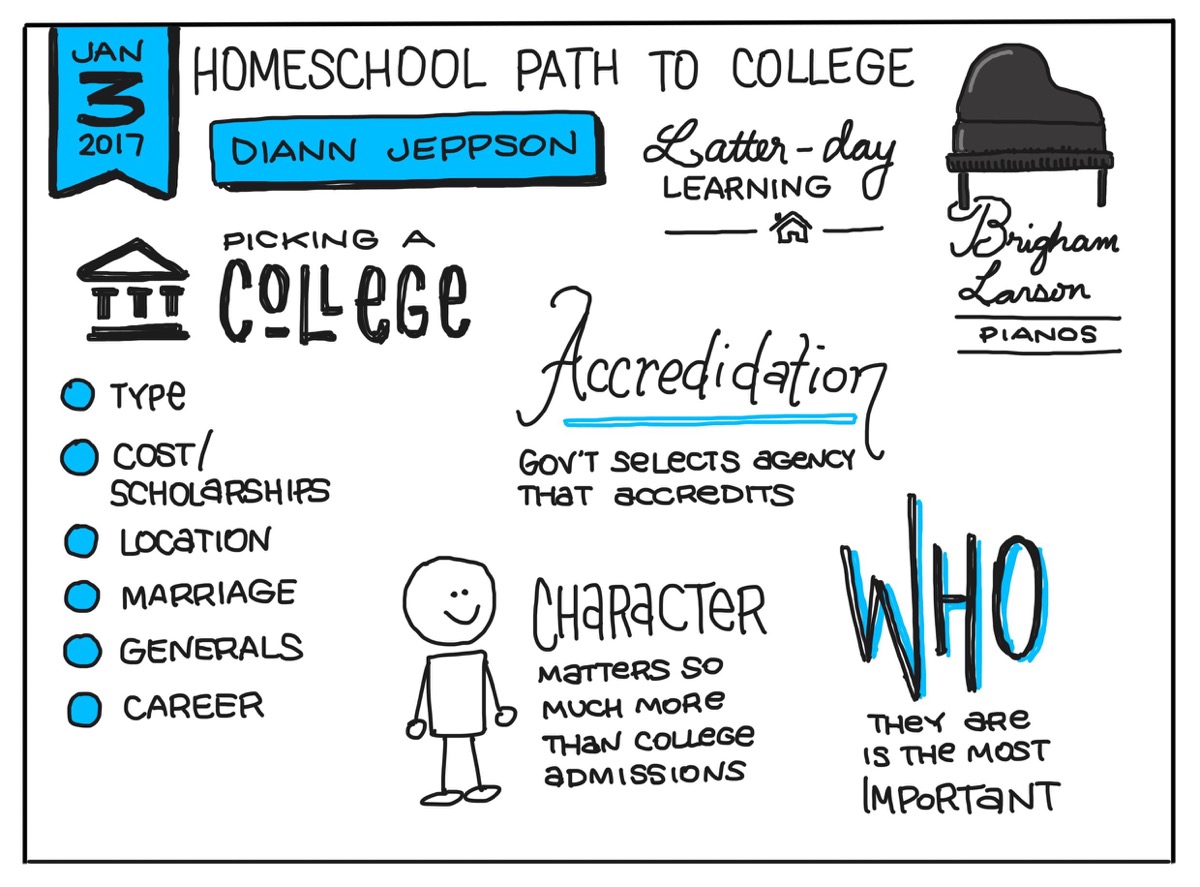 JAN
3
2017
HOMESCHOOL PATH TO COLLEGE
DIANN JEPPSON
Latter-day
LEARNING
Brigham
Larson
PIANOS
PICKING A
COLLEGE
TYPE
COST/
SCHOLARSHIPS
LOCATION
MARRIAGE
GENERALS
CAREER
Accredidation
GOV'T SELECTS AGENCY
THAT ACCREDITS
CHARACTER
MATTERS SO
MUCH MORE
THAN COLLEGE
ADMISSIONS
WHO
THEY ARE
IS THE MOST
IMPORTANT